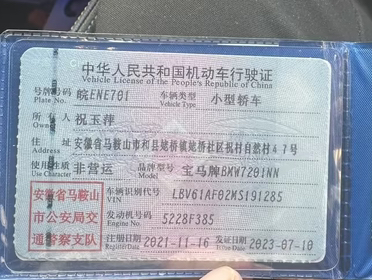 中华人民共和国机动车行驶证
Vehicle License of the People's Republic of China
号牌号码 皖ENE701 车辆类型 小型轿车
Plate No. Vehicle Type
所有人 祝玉萍
Owner
住址 安徽省马鞍山市和县姥桥镇姥桥社区祝村自然村47号
Address
使用性质 非营运 品牌型号 宝马牌BMW7201NN
Use Character Model
安徽省马鞍山
市公安局交
通警察支队
车辆识别代号 LBV61AF02MS191285
VIN
发动机号码 5228F385
Engine No.
注册日期 2021-11-16 发证日期 2023-07-10
Register Date Issue Date